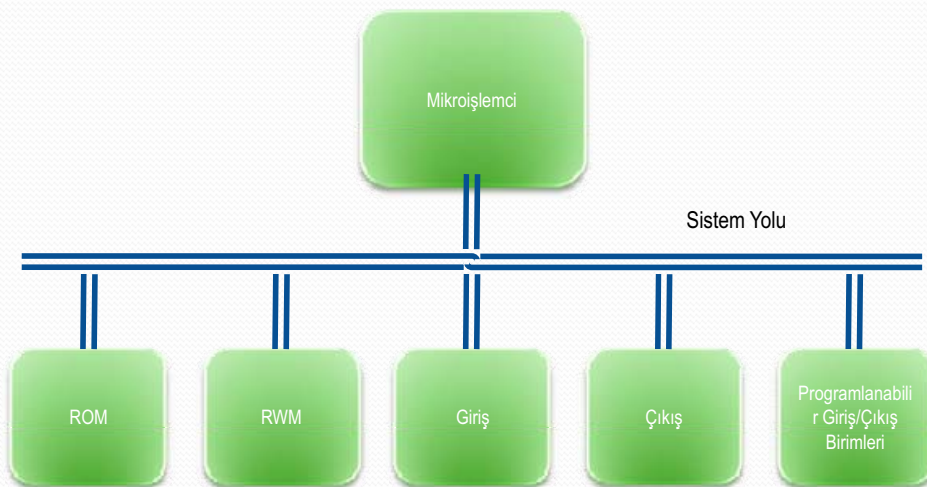 Mikroişlemci
Sistem Yolu
ROM
RWM
Giriş
Çıkış
Programlanabili
r Giriş/Çıkış
Birimleri